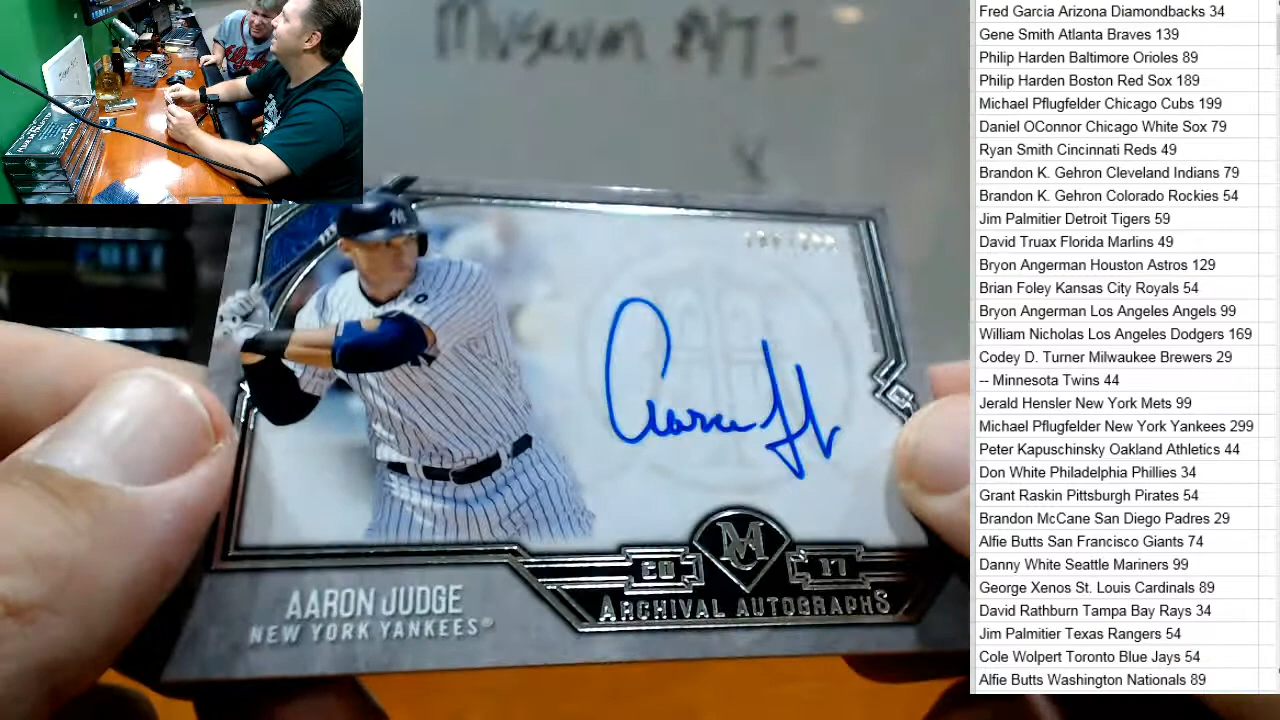 Museum
AARON JUDGE
NEW YORK YANKEES®
20 17
ARCHIVAL AUTOGRAPHS
Fred Garcia Arizona Diamondbacks 34
Gene Smith Atlanta Braves 139
Philip Harden Baltimore Orioles 89
Philip Harden Boston Red Sox 189
Michael Pflugfelder Chicago Cubs 199
Daniel OConnor Chicago White Sox 79
Ryan Smith Cincinnati Reds 49
Brandon K. Gehron Cleveland Indians 79
Brandon K. Gehron Colorado Rockies 54
Jim Palmitier Detroit Tigers 59
David Truax Florida Marlins 49
Bryon Angerman Houston Astros 129
Brian Foley Kansas City Royals 54
Bryon Angerman Los Angeles Angels 99
William Nicholas Los Angeles Dodgers 169
Codey D. Turner Milwaukee Brewers 29
-- Minnesota Twins 44
Jerald Hensler New York Mets 99
Michael Pflugfelder New York Yankees 299
Peter Kapuschinsky Oakland Athletics 44
Don White Philadelphia Phillies 34
Grant Raskin Pittsburgh Pirates 54
Brandon McCane San Diego Padres 29
Alfie Butts San Francisco Giants 74
Danny White Seattle Mariners 99
George Xenos St. Louis Cardinals 89
David Rathburn Tampa Bay Rays 34
Jim Palmitier Texas Rangers 54
Cole Wolpert Toronto Blue Jays 54
Alfie Butts Washington Nationals 89